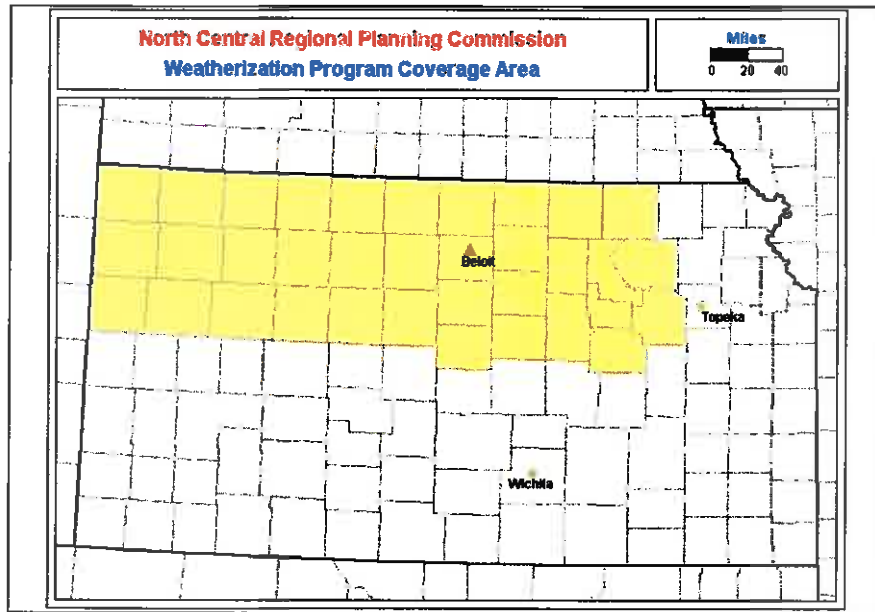 North Central Regional Planning Commission
Weatherization Program Coverage Area
Miles
0 20 40
Beloit
Topeka
Wichita